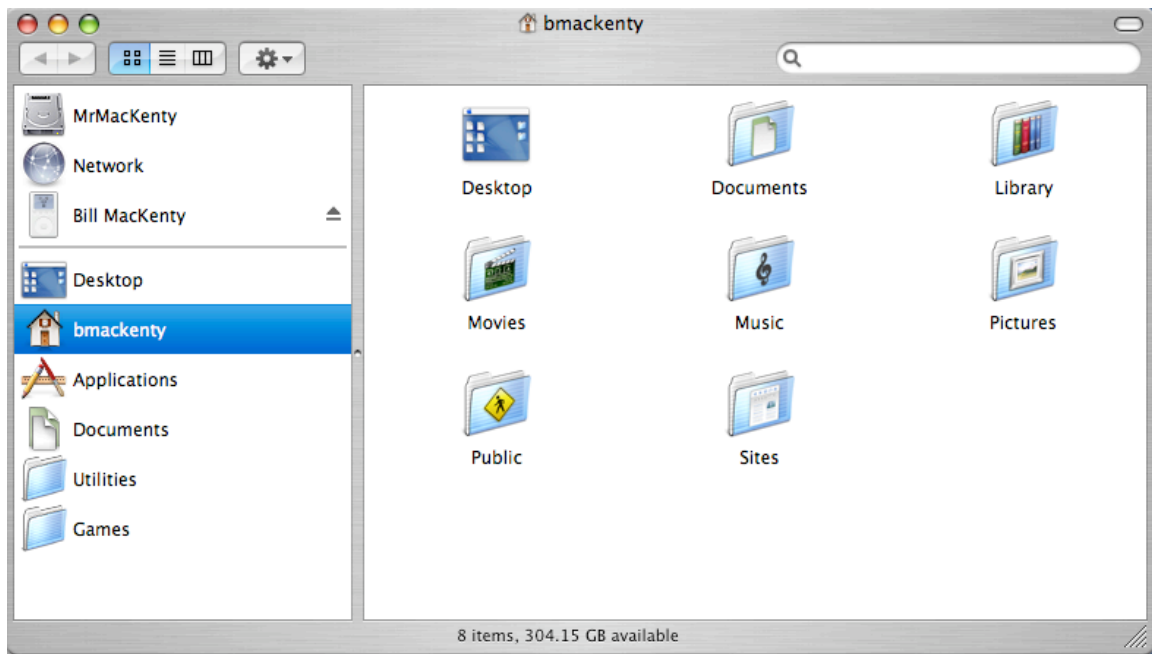 bmackenty
MrMacKenty
Network
Bill MacKenty
Desktop
bmackenty
Applications
Documents
Utilities
Games
Desktop Documents Library
Movies Music Pictures
Public Sites
8 items, 304.15 GB available